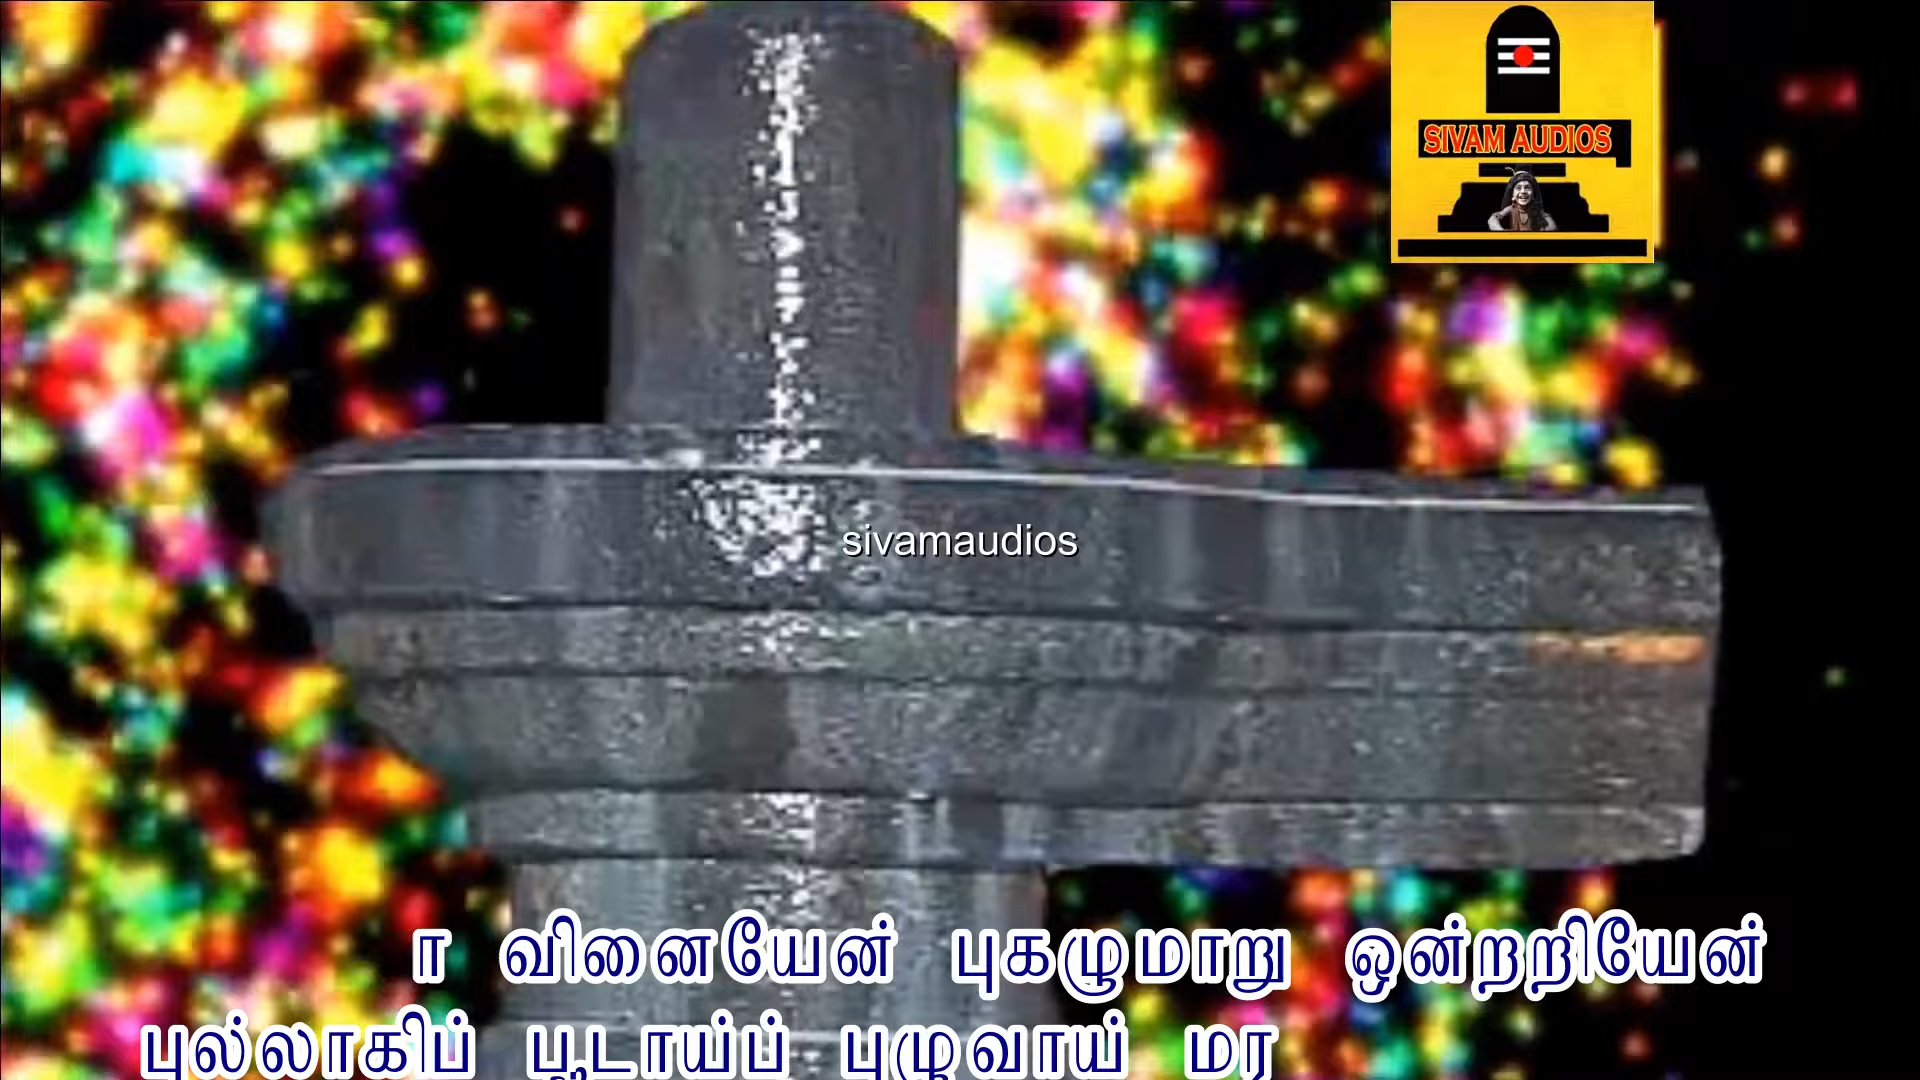 SIVAM AUDIOS
sivamaudios
ா வினையேன் புகழுமாறு ஒன்றறியேன்
புல்லாகிப் பூடாய்ப் புழுவாய் மர